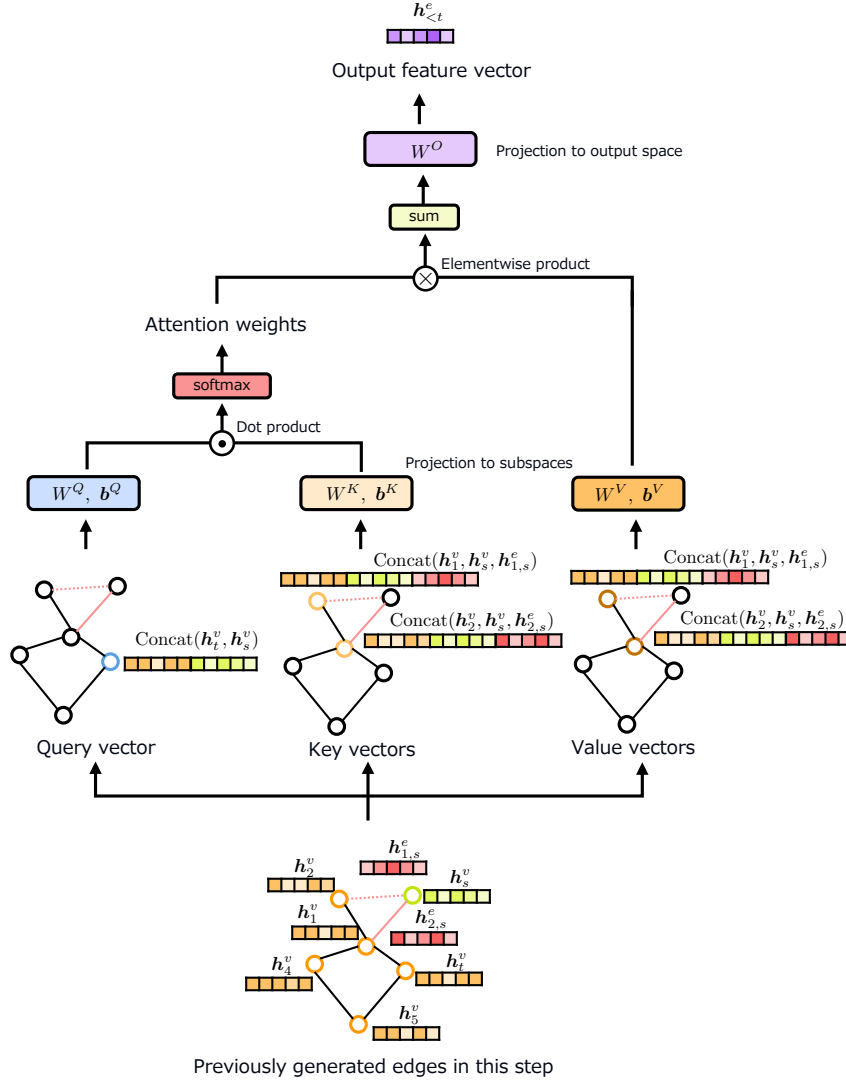 h^e_{<t}
Output feature vector
W^O
Projection to output space
sum
Elementwise product
Attention weights
softmax
Dot product
Projection to subspaces
W^Q, b^Q
W^K, b^K
W^V, b^V
Concat(h^v_1, h^v_s, h^e_{1,s})
Concat(h^v_1, h^v_s, h^e_{1,s})
Concat(h^v_t, h^v_s)
Concat(h^v_2, h^v_s, h^e_{2,s})
Concat(h^v_2, h^v_s, h^e_{2,s})
Query vector
Key vectors
Value vectors
h^e_{1,s}
h^v_2
h^v_s
h^v_1
h^e_{2,s}
h^v_4
h^v_t
h^v_5
Previously generated edges in this step